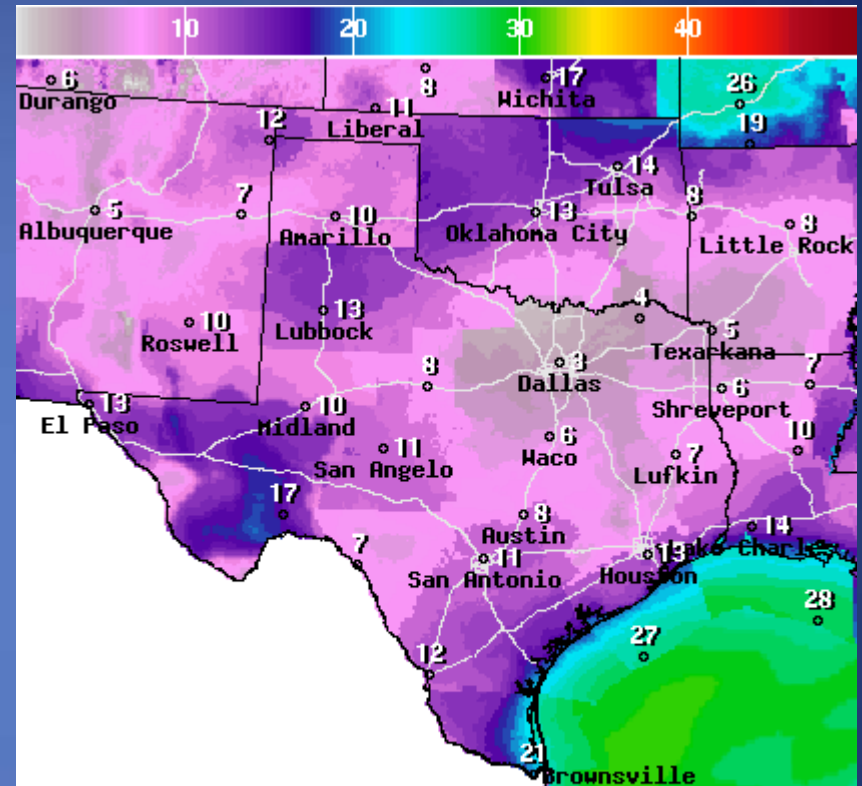 10 20 30 40
6 8 17 26
Durango Wichita
11
Liberal
12 19
14
Tulsa
5 7 10 13 8 8
Albuquerque Amarillo Oklahoma City Little Rock
10 13 4 5
Roswell Lubbock Texarkana
8 3 6 7
Dallas Shreveport
13 10
El Paso Midland
11 6 7 10
San Angelo Waco Lufkin
17 8 14
Austin
7 11 13 Lake Charles
San Antonio Houston
28
27
12
21
Brownsville